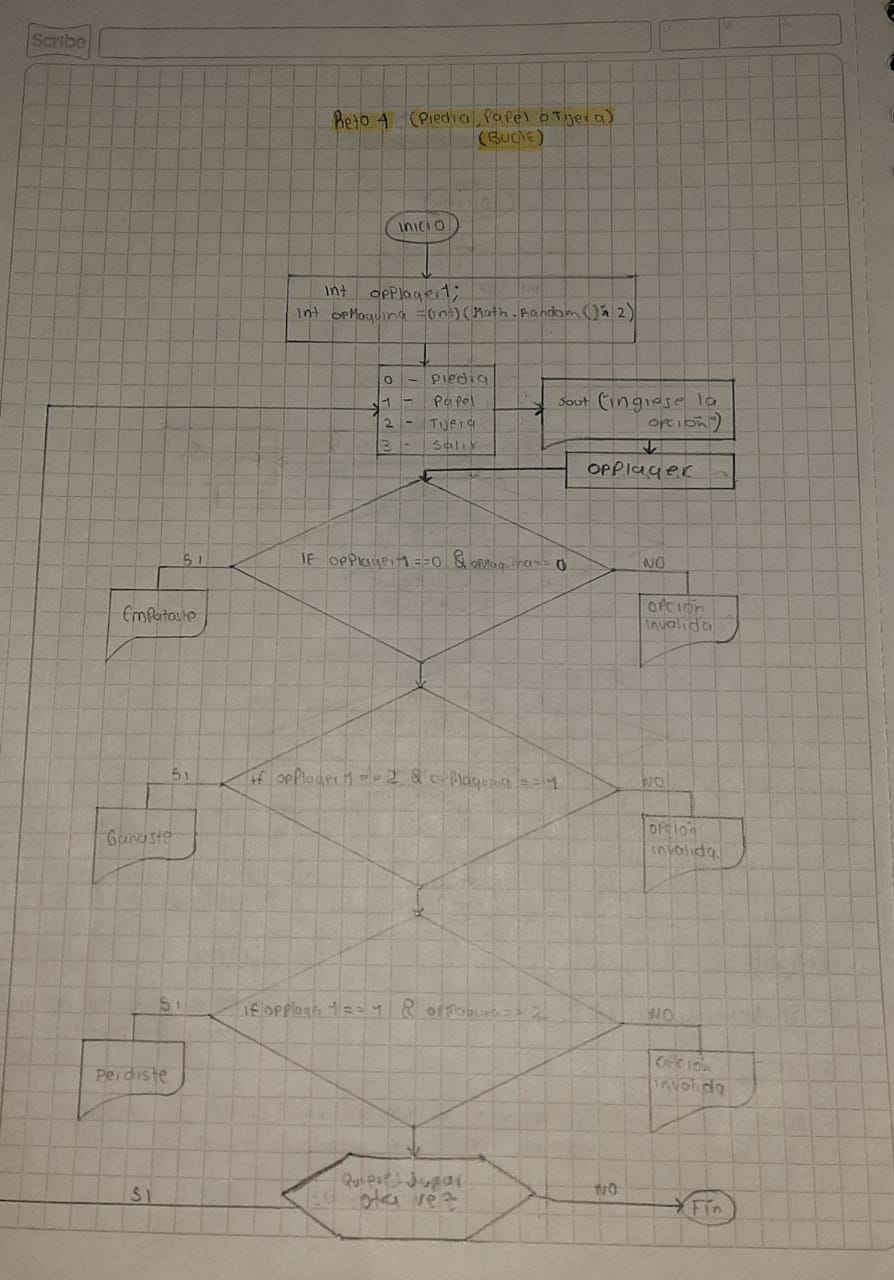 Scribe
Reto 4 (Piedra, Papel o Tijera)
(Bucle)
inicio
Int opPlayer1;
Int opMaquina =(int)(Math.Random()* 2)
0 - Piedra
1 - Papel
2 - Tijera
3 - Salir
sout ("ingrese la
opcion")
opPlayer
If opPlayer1 ==0 & opMaquina==0
SI
NO
Empataste
opción
invalida
if opPlayer1 == 2 & opMaquina ==1
SI
NO
Ganaste
opción
invalida
if opPlaye 1 == 1 & opMaquina == 2
SI
NO
Perdiste
opción
invalida
Quiere Jugar
otra vez
SI
NO
Fin